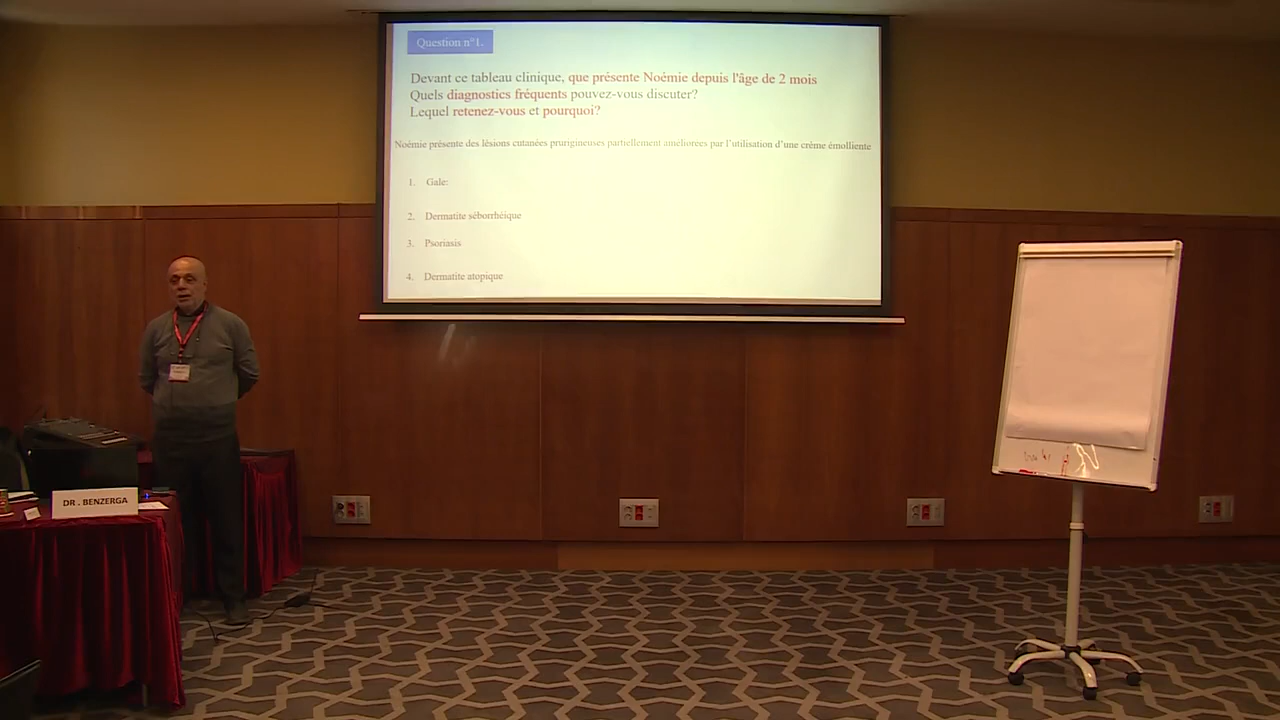 Question n°1.
Devant ce tableau clinique, que présente Noémie depuis l'âge de 2 mois
Quels diagnostics fréquents pouvez-vous discuter?
Lequel retenez-vous et pourquoi?
Noémie présente des lésions cutanées prurigineuses partiellement améliorées par l'utilisation d'une crème émolliente
1. Gale:
2. Dermatite séborrhéique
3. Psoriasis
4. Dermatite atopique
DR . BENZERGA